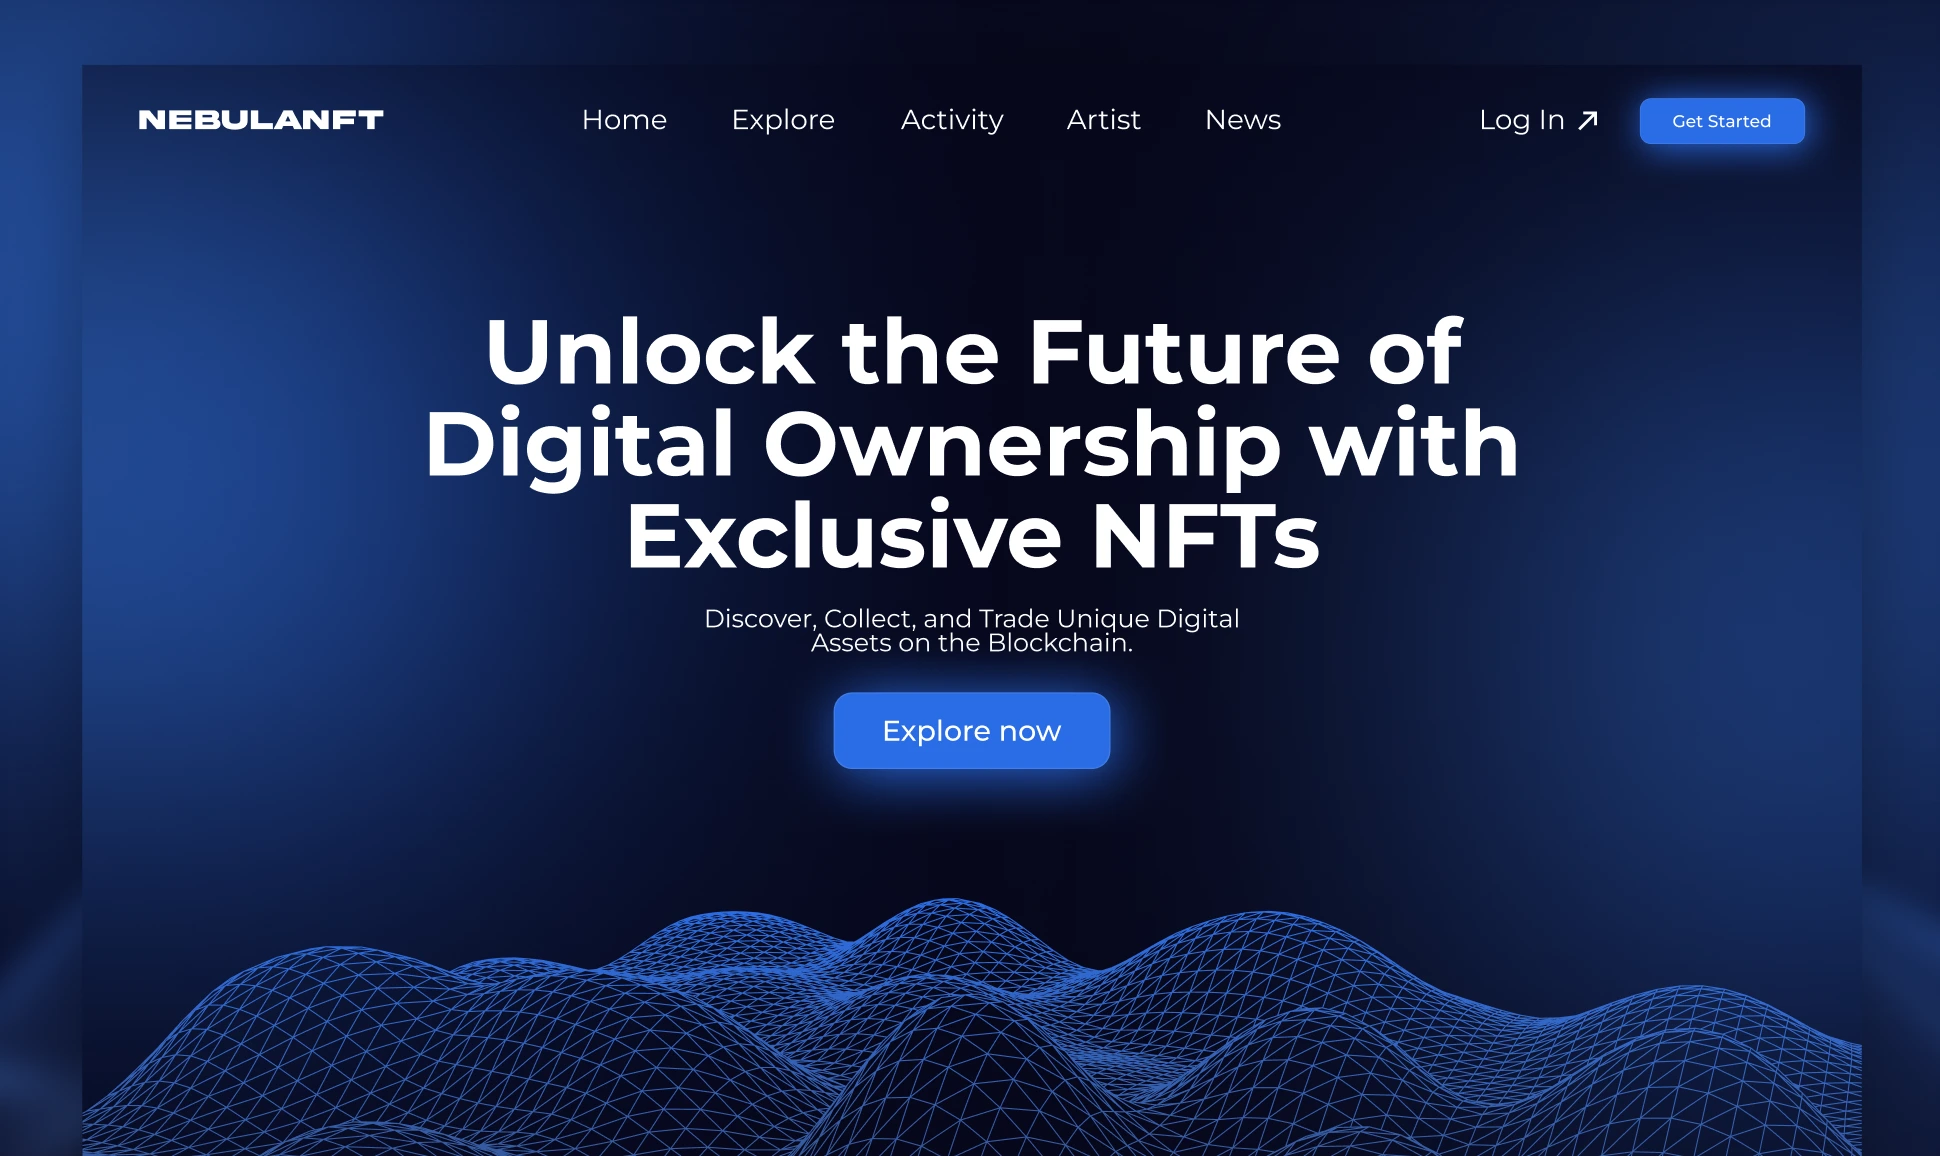 NEBULANFT
Home
Explore
Activity
Artist
News
Log In
Get Started
Unlock the Future of
Digital Ownership with
Exclusive NFTs
Discover, Collect, and Trade Unique Digital
Assets on the Blockchain.
Explore now